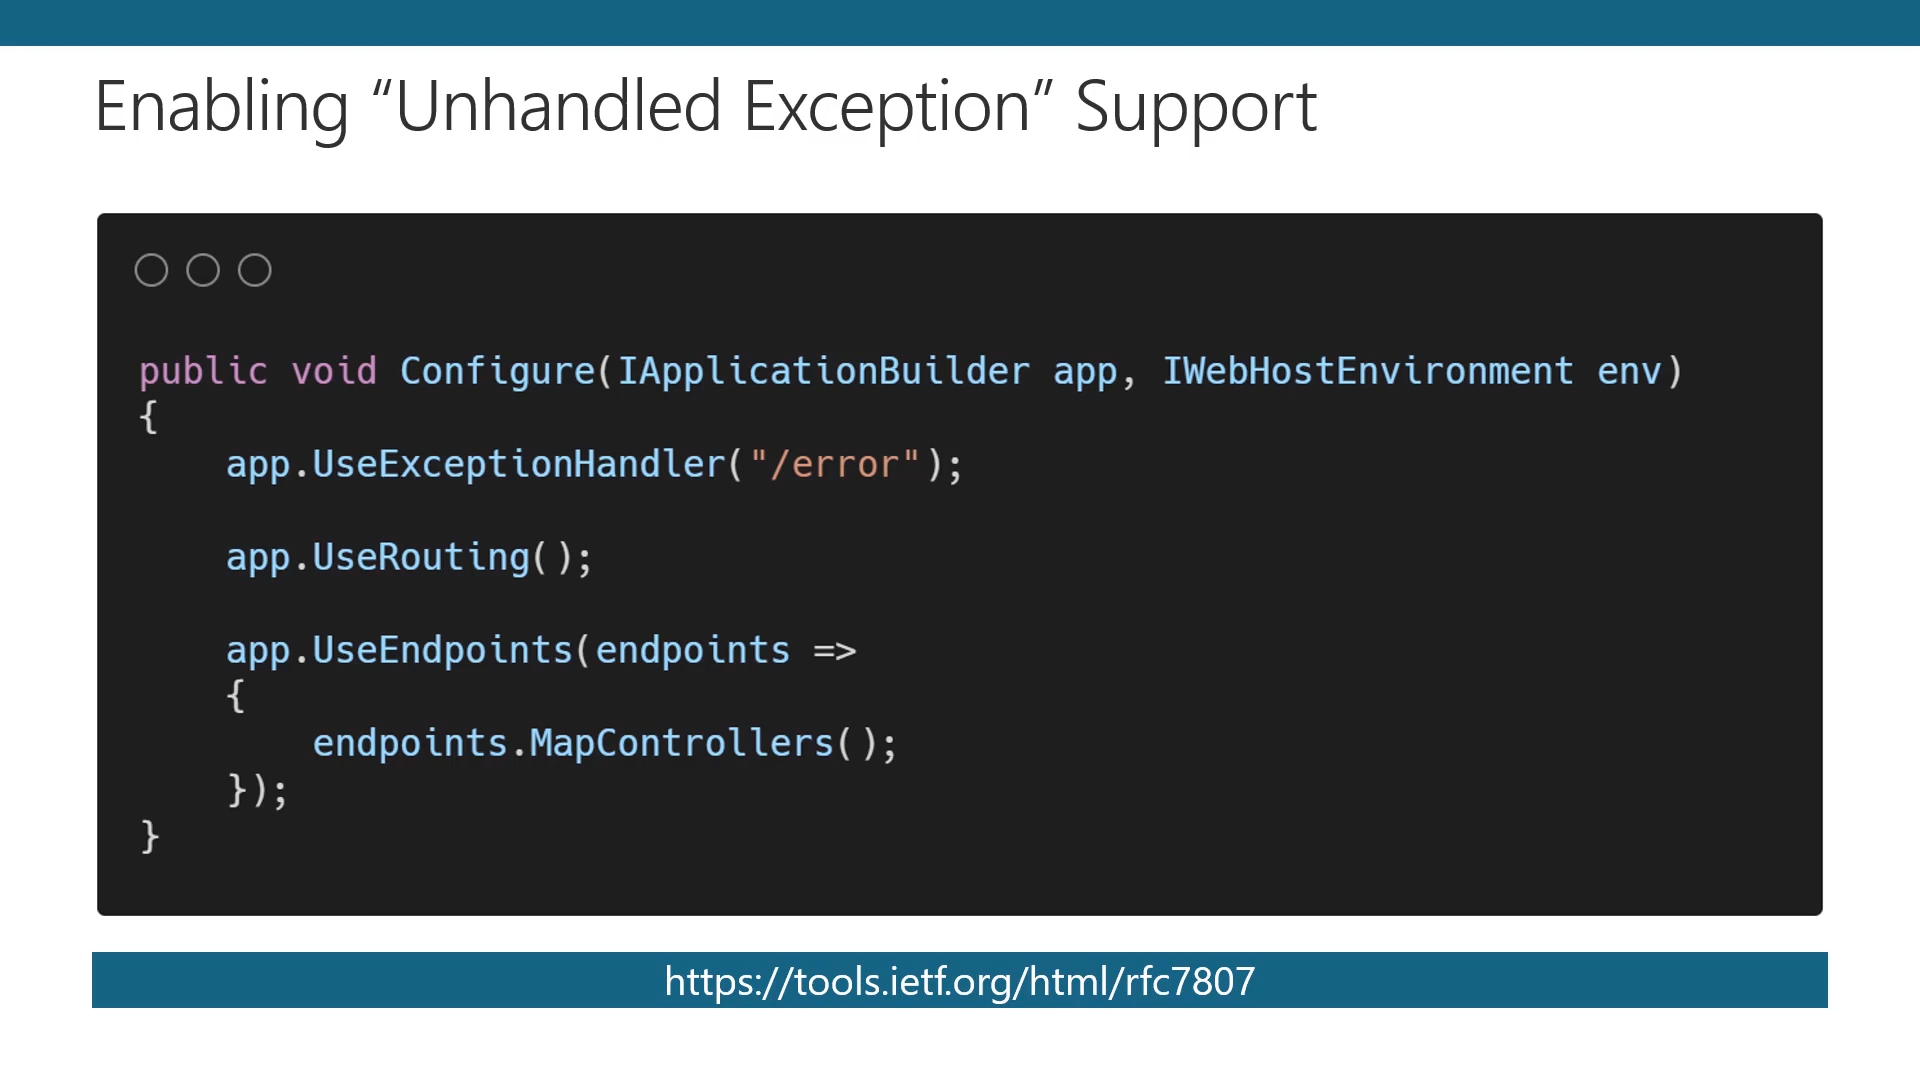 Enabling “Unhandled Exception” Support
public void Configure(IApplicationBuilder app, IWebHostEnvironment env)
{
    app.UseExceptionHandler("/error");
    app.UseRouting();
    app.UseEndpoints(endpoints =>
    {
        endpoints.MapControllers();
    });
}
https://tools.ietf.org/html/rfc7807